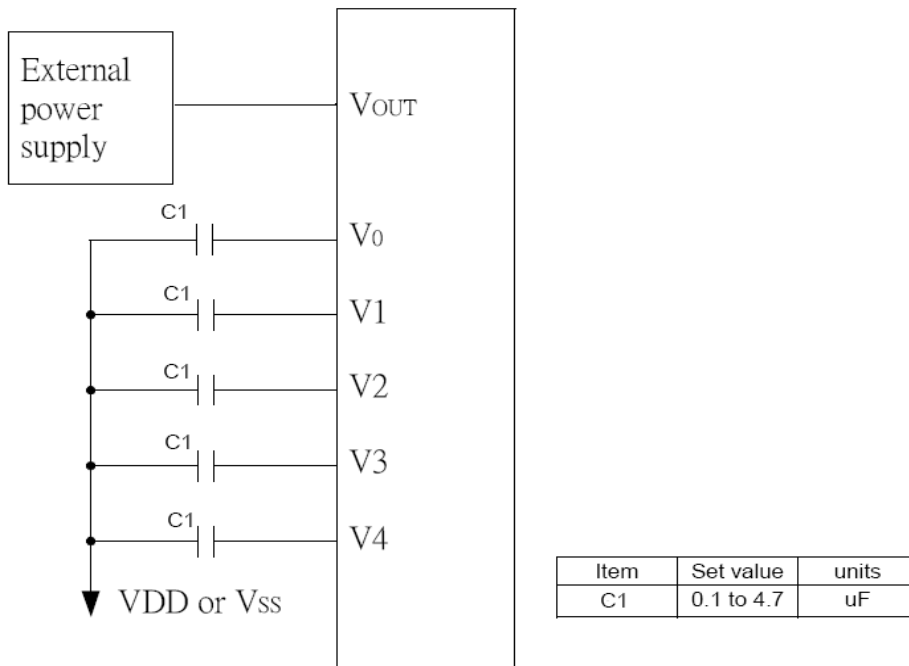 External
power
supply
VOUT
C1
V0
C1
V1
C1
V2
C1
V3
C1
V4
VDD or VSS
Item Set value units
C1 0.1 to 4.7 uF